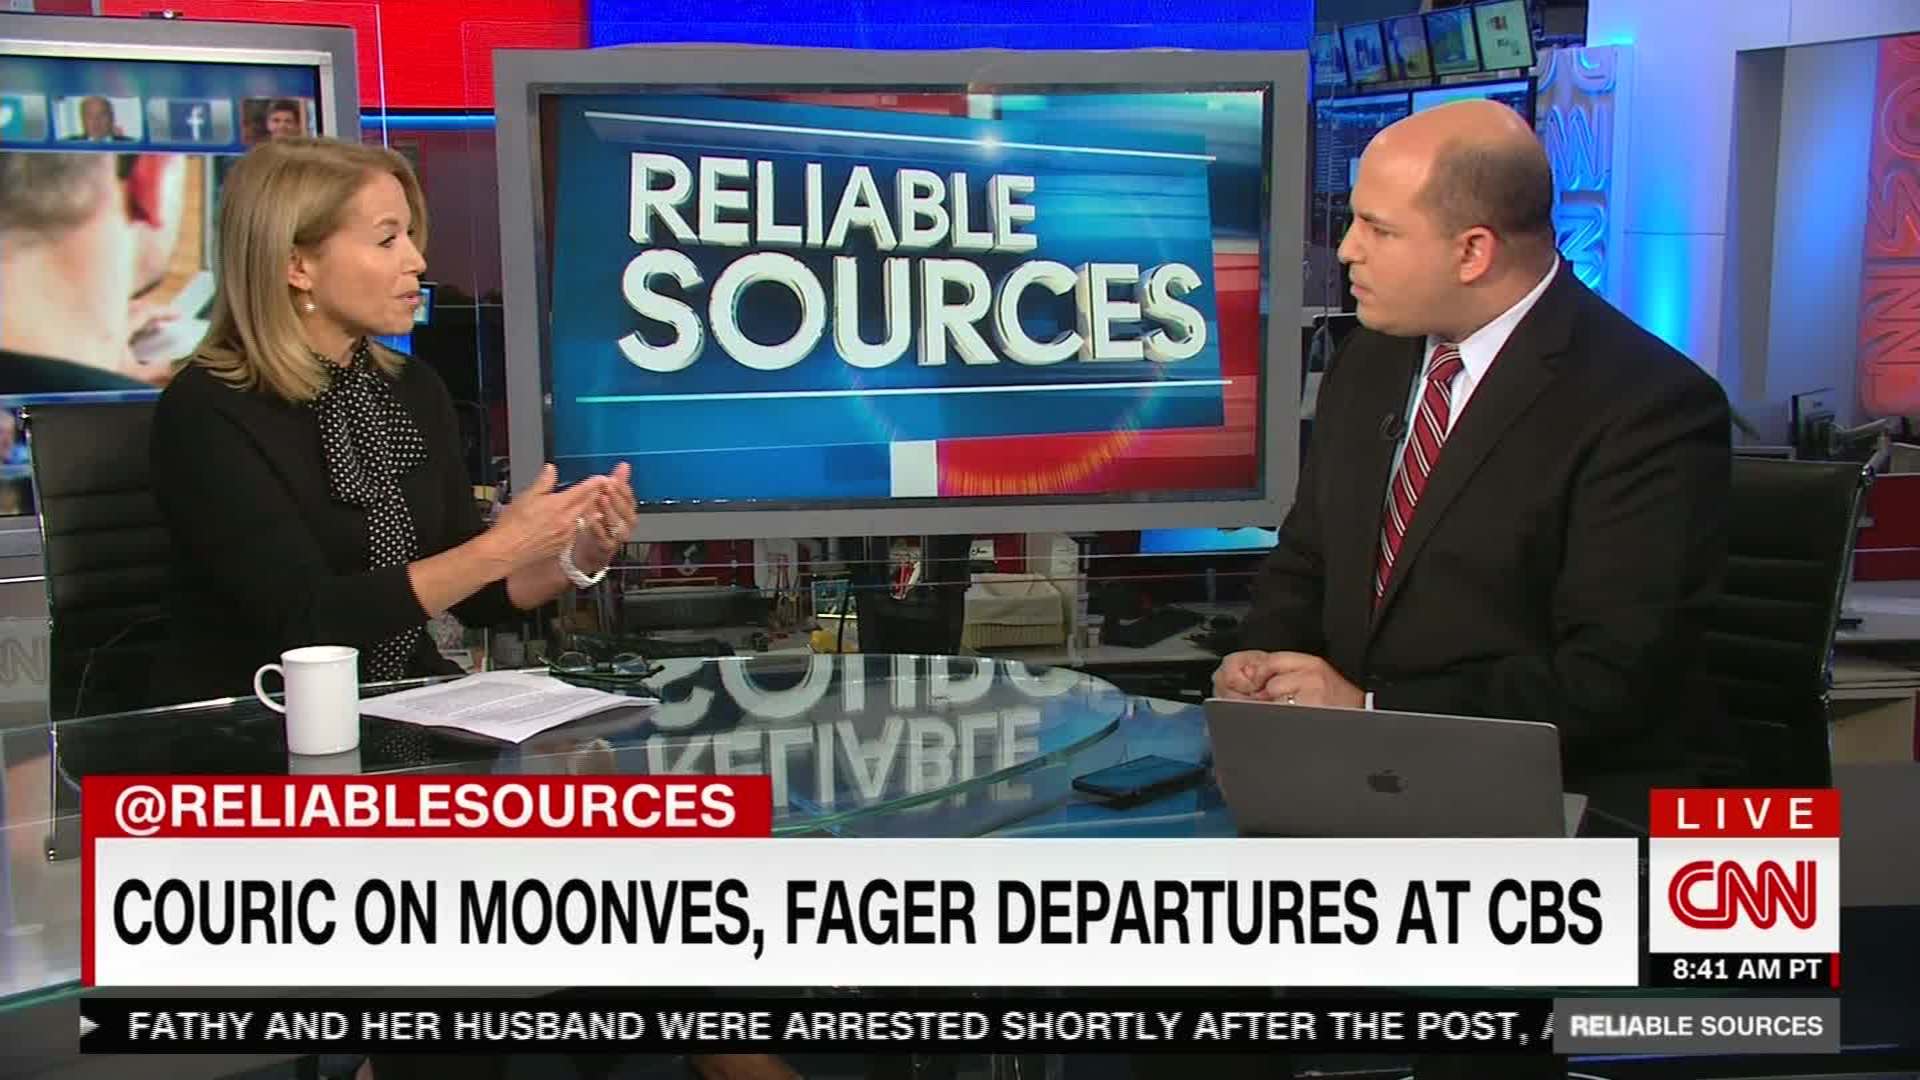 RELIABLE
SOURCES
@RELIABLESOURCES
COURIC ON MOONVES, FAGER DEPARTURES AT CBS
LIVE
CNN
8:41 AM PT
FATHY AND HER HUSBAND WERE ARRESTED SHORTLY AFTER THE POST, A
RELIABLE SOURCES